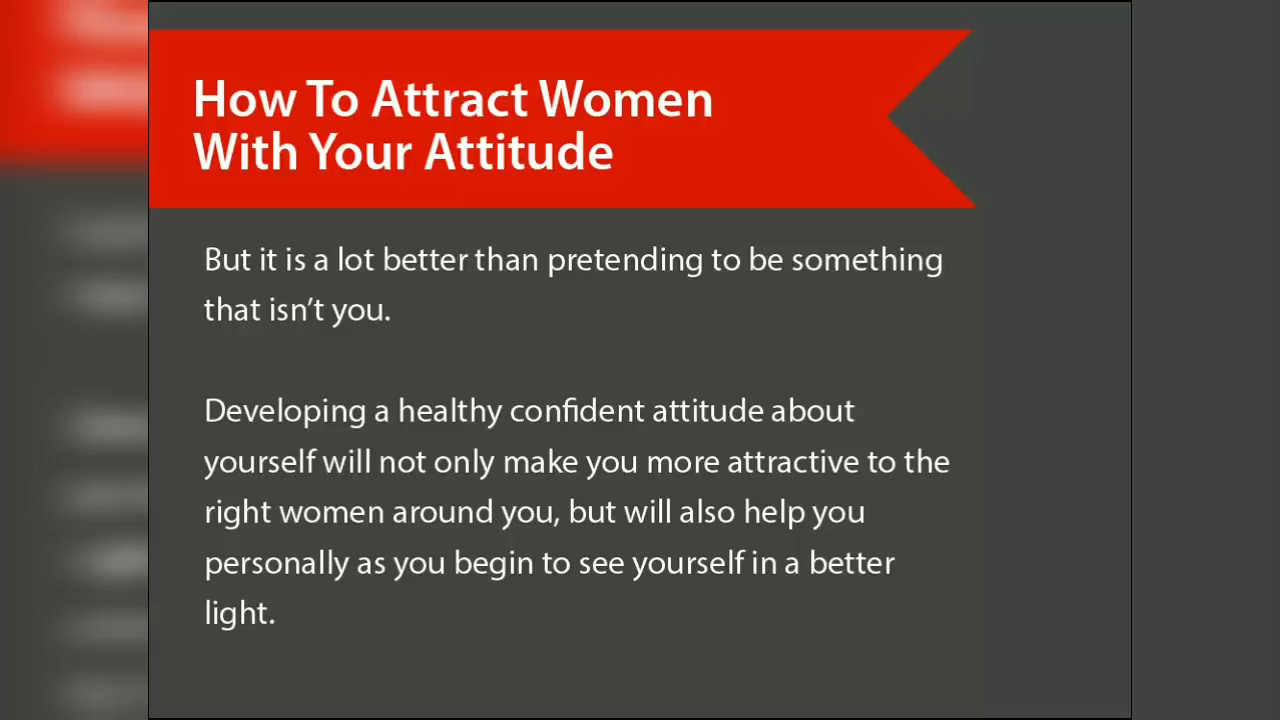 How To Attract Women
With Your Attitude
But it is a lot better than pretending to be something
that isn’t you.
Developing a healthy confident attitude about
yourself will not only make you more attractive to the
right women around you, but will also help you
personally as you begin to see yourself in a better
light.